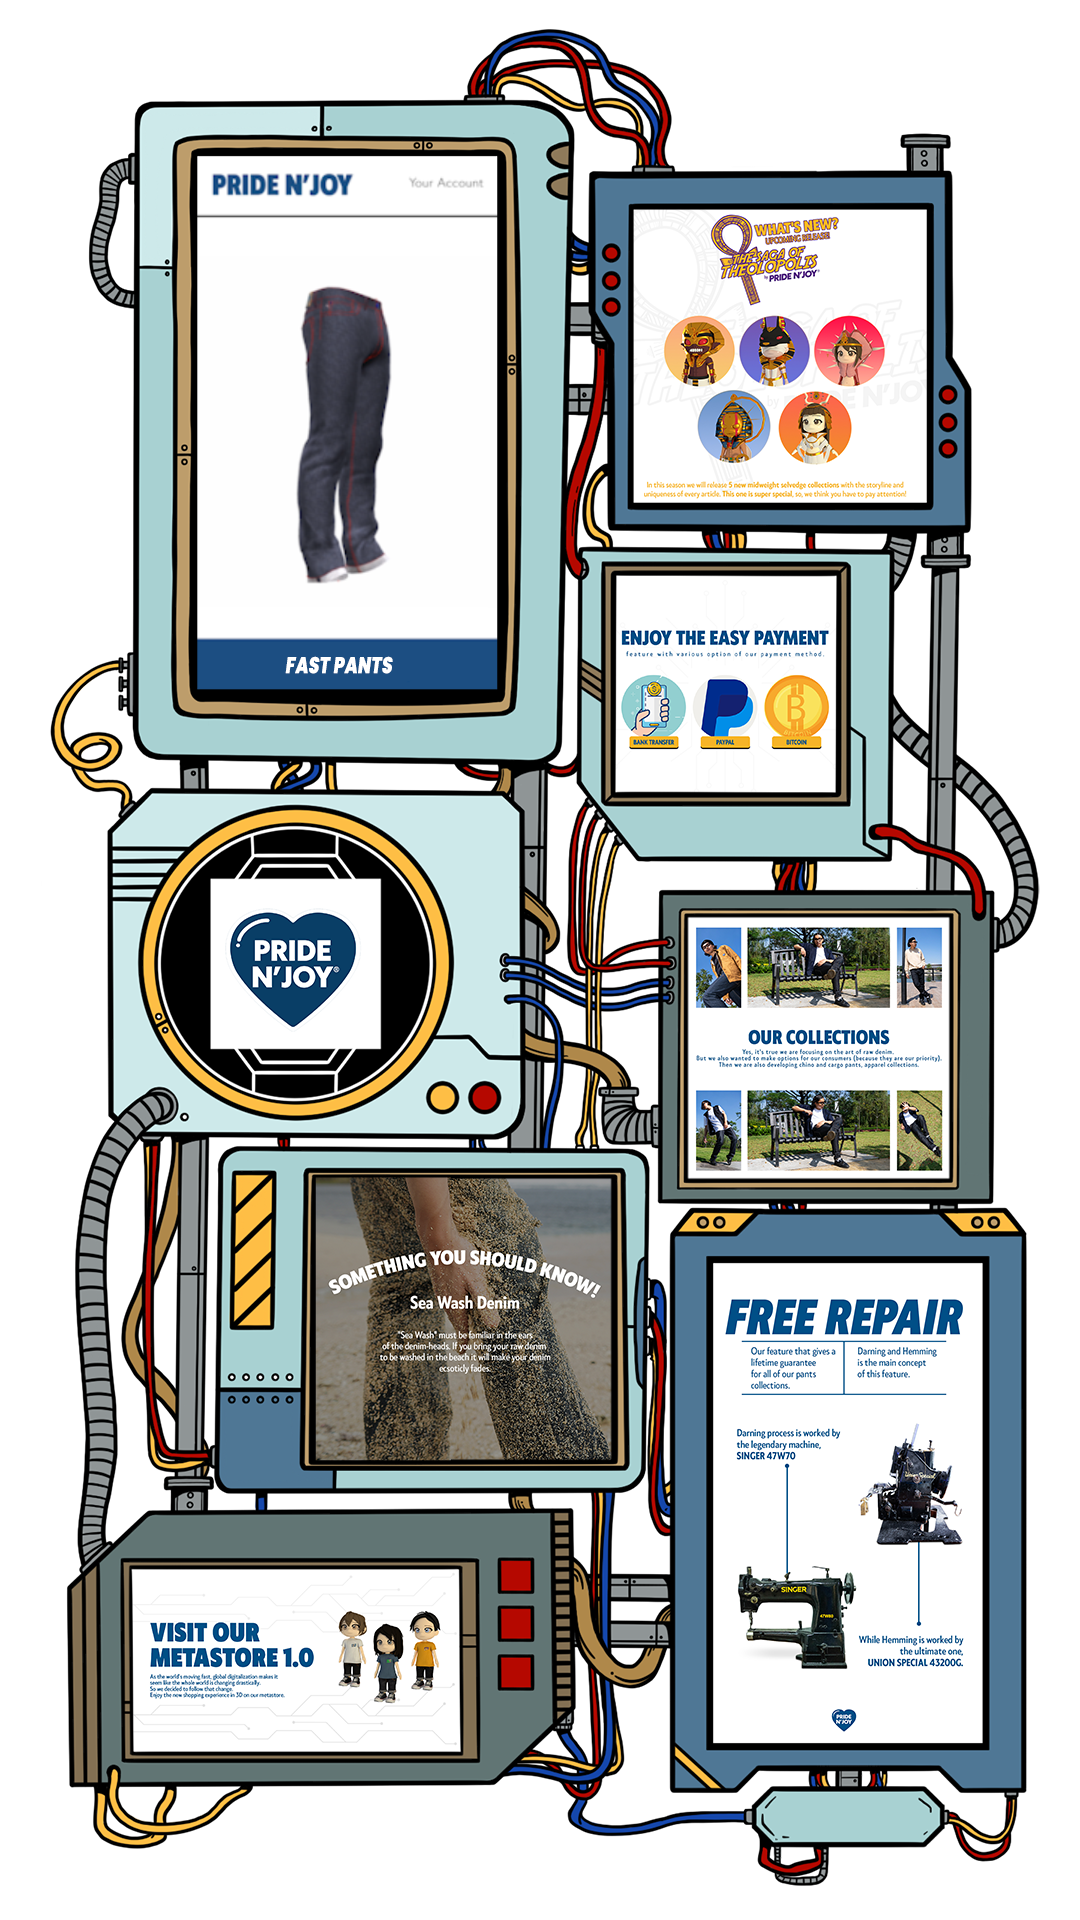 PRIDE N'JOY
Your Account
FAST PANTS
WHAT'S NEW?
UPCOMING RELEASE!
THE SAGA OF
THEOLOPOLIS
by PRIDE N'JOY®
In this season we will release 5 new midweight selvedge collections with the storyline and
uniqueness of every article. This one is super special, so, we think you have to pay attention!
ENJOY THE EASY PAYMENT
feature with various option of our payment method.
BANK TRANSFER
PAYPAL
BITCOIN
PRIDE
N'JOY®
OUR COLLECTIONS
Yes, it's true we are focusing on the art of raw denim.
But we also wanted to make options for our consumers (because they are our priority).
Then we are also developing chino and cargo pants, apparel collections.
SOMETHING YOU SHOULD KNOW!
Sea Wash Denim
"Sea Wash" must be familiar in the ears
of the denim-heads. If you bring your raw denim
to be washed in the beach it will make your denim
ecsoticly fades.
FREE REPAIR
Our feature that gives a
lifetime guarantee
for all of our pants
collections.
Darning and Hemming
is the main concept
of this feature.
Darning process is worked by
the legendary machine,
SINGER 47W70
Union Special
SINGER
47W60
While Hemming is worked by
the ultimate one,
UNION SPECIAL 43200G.
PRIDE
N'JOY
VISIT OUR
METASTORE 1.0
As the world's moving fast, global digitalization makes it
seem like the whole world is changing drastically.
So we decided to follow that change.
Enjoy the new shopping experience in 3D on our metastore.